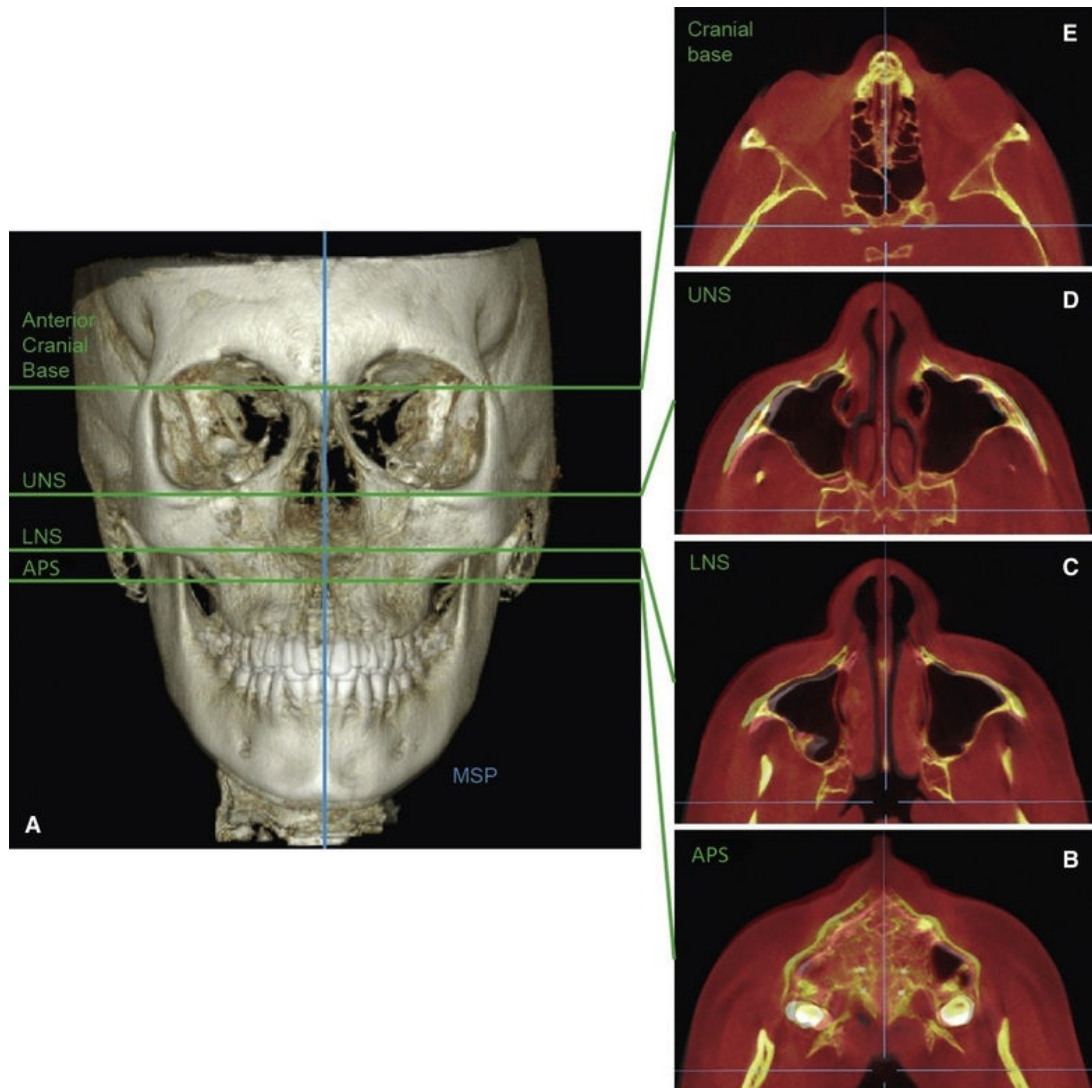 Anterior
Cranial
Base
UNS
LNS
APS
MSP
A
Cranial
base
E
UNS
D
LNS
C
APS
B